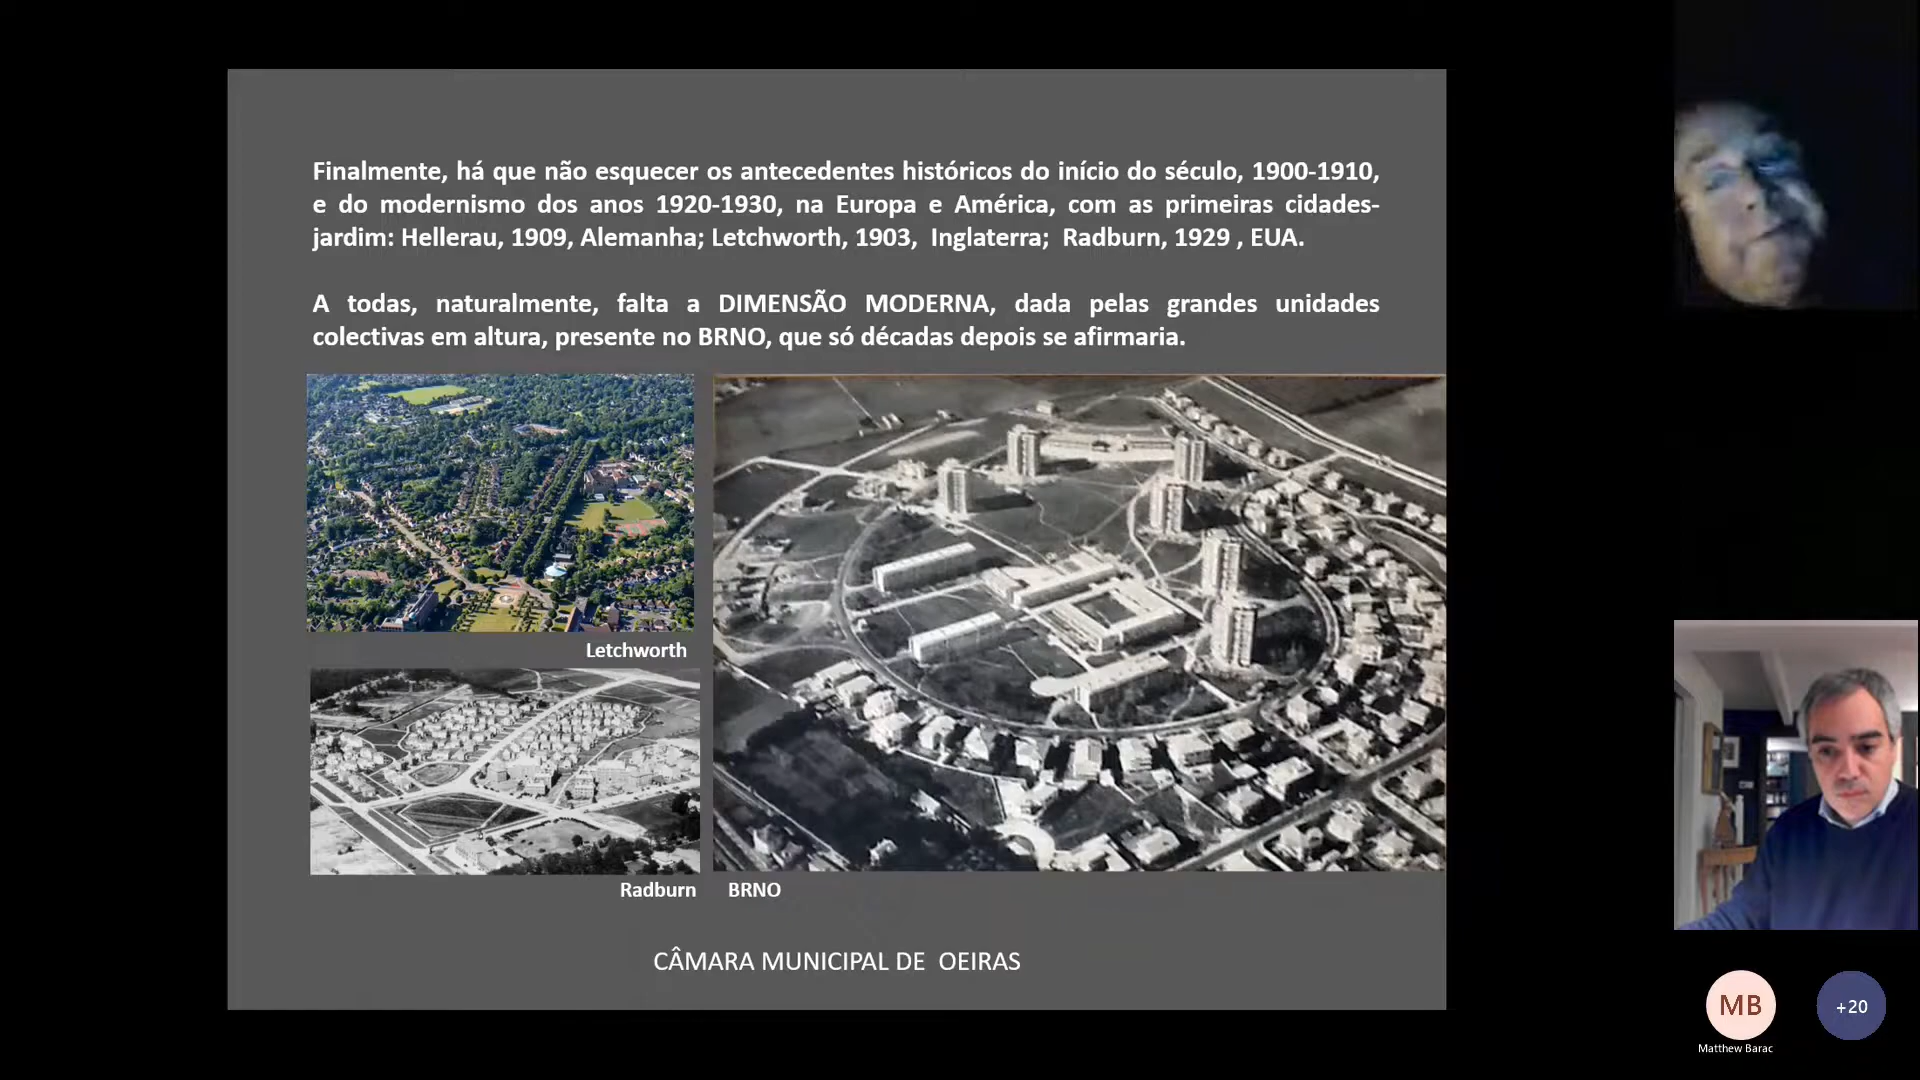 Finalmente, há que não esquecer os antecedentes históricos do início do século, 1900-1910,
e do modernismo dos anos 1920-1930, na Europa e América, com as primeiras cidades-
jardim: Hellerau, 1909, Alemanha; Letchworth, 1903, Inglaterra; Radburn, 1929 , EUA.
A todas, naturalmente, falta a DIMENSÃO MODERNA, dada pelas grandes unidades
colectivas em altura, presente no BRNO, que só décadas depois se afirmaria.
Letchworth
Radburn
BRNO
CÂMARA MUNICIPAL DE OEIRAS
MB
+20
Matthew Barac